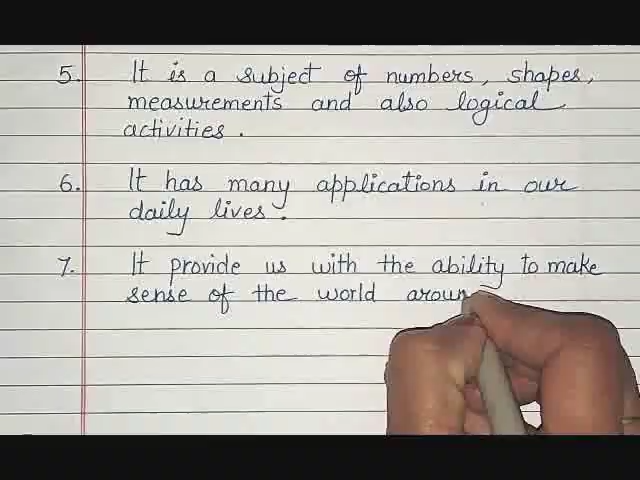 5. It is a subject of numbers, shapes,
measurements and also logical
activities.
6. It has many applications in our
daily lives.
7. It provide us with the ability to make
sense of the world aroun